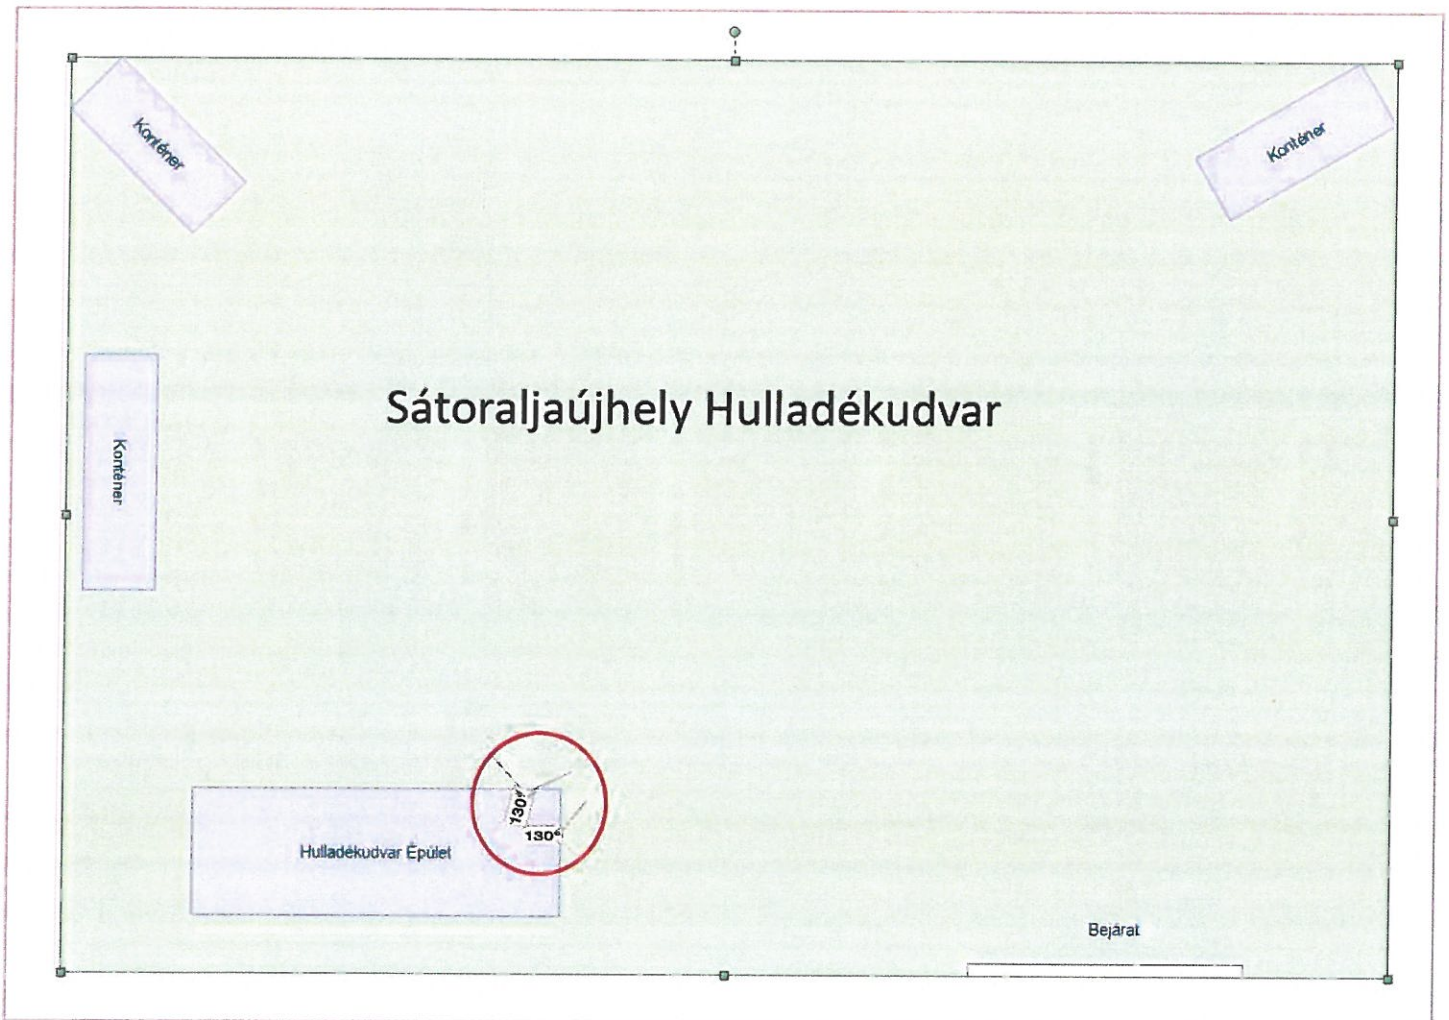 Konténer
Konténer
Sátoraljaújhely Hulladékudvar
Konténer
130°
130°
Hulladékudvar Épület
Bejárat